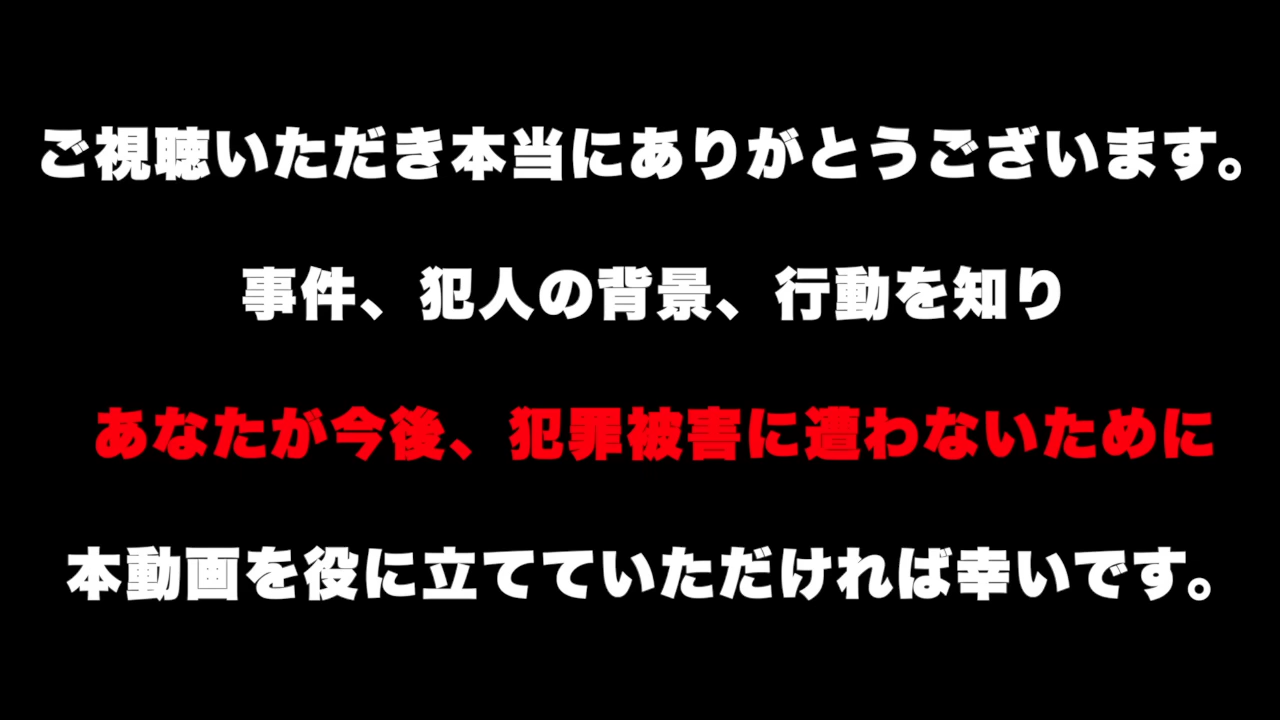 ご視聴いただき本当にありがとうございます。
事件、犯人の背景、行動を知り
あなたが今後、犯罪被害に遭わないために
本動画を役に立てていただければ幸いです。